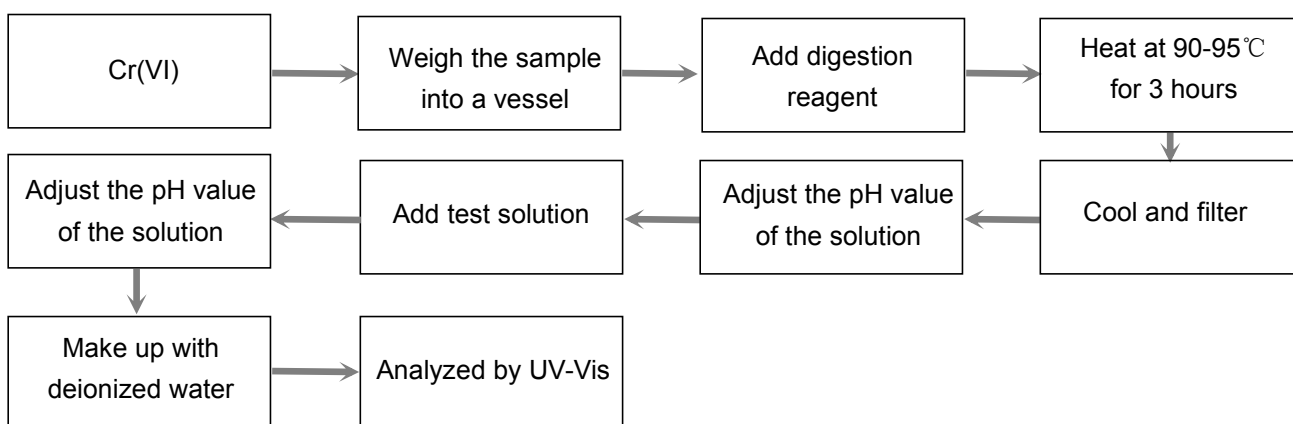 Cr(VI)
Weigh the sample
into a vessel
Add digestion
reagent
Heat at 90-95℃
for 3 hours
Cool and filter
Adjust the pH value
of the solution
Add test solution
Adjust the pH value
of the solution
Make up with
deionized water
Analyzed by UV-Vis